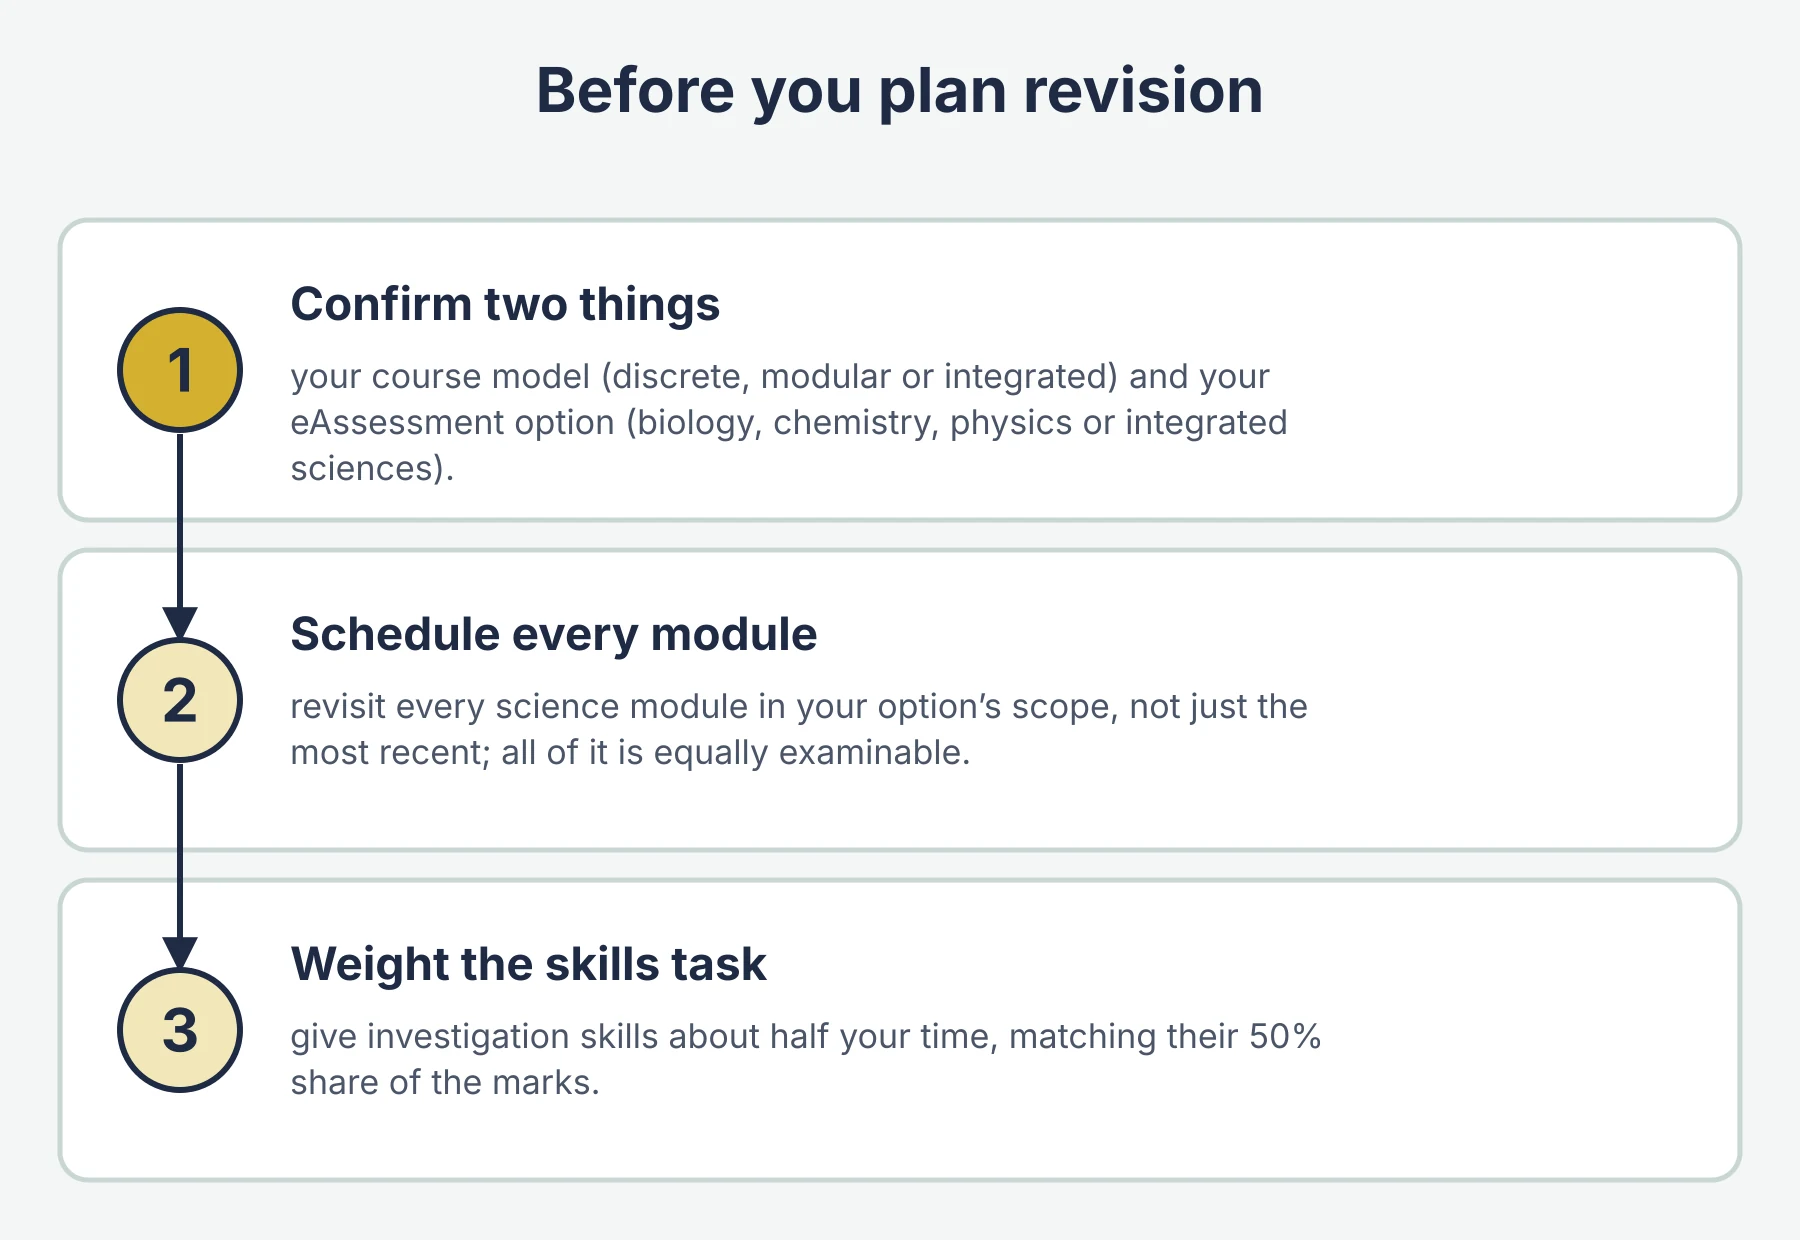 Before you plan revision
1
Confirm two things
your course model (discrete, modular or integrated) and your
eAssessment option (biology, chemistry, physics or integrated
sciences).
2
Schedule every module
revisit every science module in your option’s scope, not just the
most recent; all of it is equally examinable.
3
Weight the skills task
give investigation skills about half your time, matching their 50%
share of the marks.